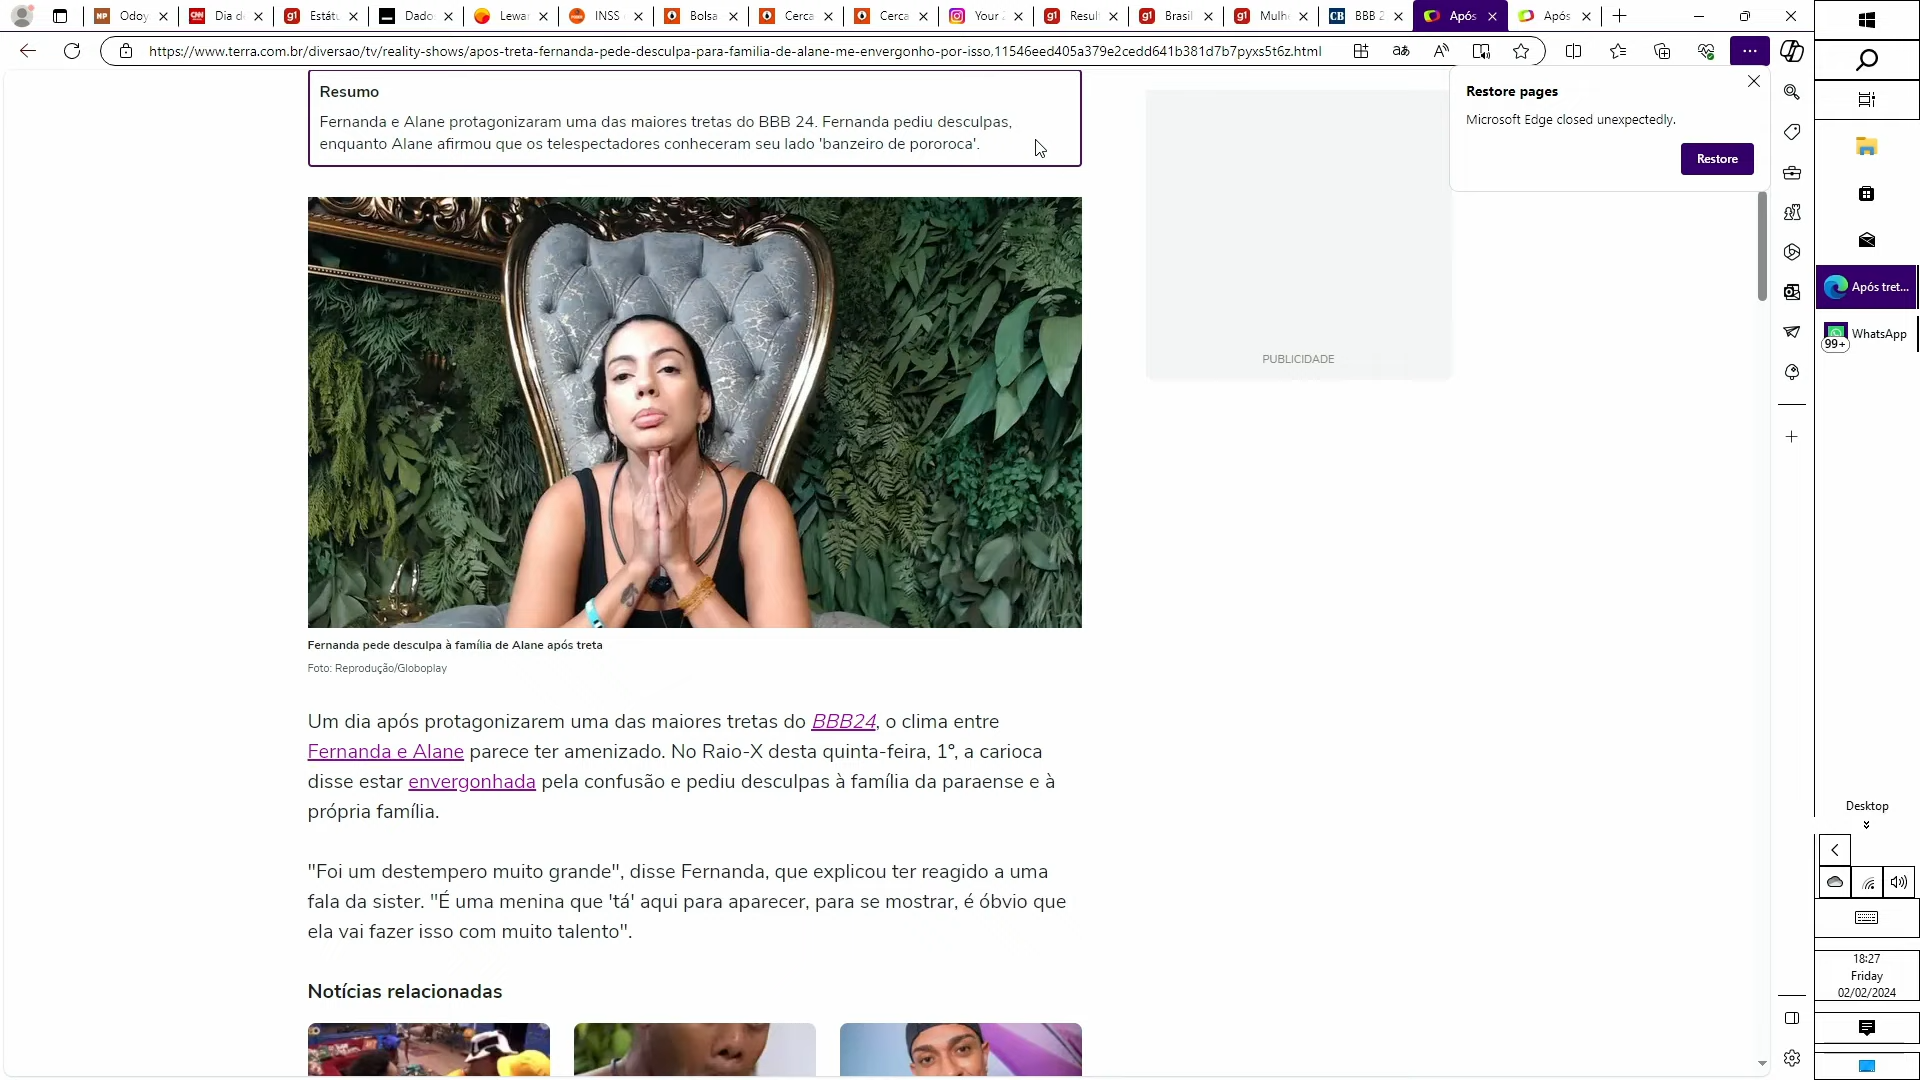 Odoy
Dia d
Estátu
Dado
Lewa
INSS
Bolsa
Cerca
Cerca
Your
Result
Brasil
Mulh
BBB 2
Após
Após
https://www.terra.com.br/diversao/tv/reality-shows/apos-treta-fernanda-pede-desculpa-para-familia-de-alane-me-envergonho-por-isso,11546eed405a379e2cedd641b381d7b7pyxs5t6z.html
Resumo
Fernanda e Alane protagonizaram uma das maiores tretas do BBB 24. Fernanda pediu desculpas,
enquanto Alane afirmou que os telespectadores conheceram seu lado 'banzeiro de pororoca'.
PUBLICIDADE
Restore pages
Microsoft Edge closed unexpectedly.
Restore
Fernanda pede desculpa à família de Alane após treta
Foto: Reprodução/Globoplay
Um dia após protagonizarem uma das maiores tretas do BBB24, o clima entre
Fernanda e Alane parece ter amenizado. No Raio-X desta quinta-feira, 1º, a carioca
disse estar envergonhada pela confusão e pediu desculpas à família da paraense e à
própria família.
"Foi um destempero muito grande", disse Fernanda, que explicou ter reagido a uma
fala da sister. "É uma menina que 'tá' aqui para aparecer, para se mostrar, é óbvio que
ela vai fazer isso com muito talento".
Notícias relacionadas
Após tret...
WhatsApp
99+
Desktop
18:27
Friday
02/02/2024